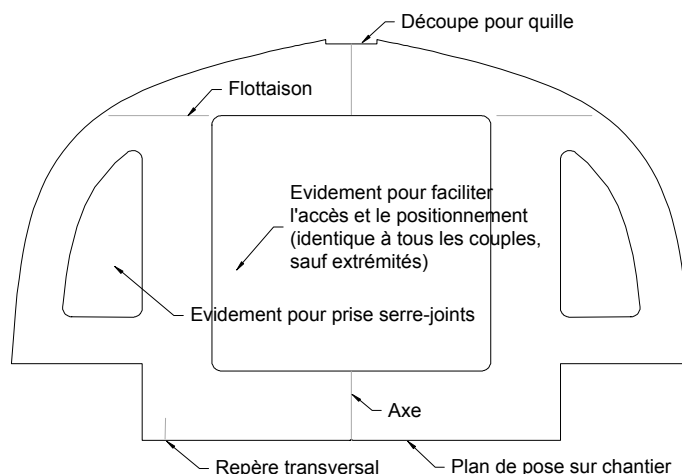 Découpe pour quille
Flottaison
Evidement pour faciliter
l'accès et le positionnement
(identique à tous les couples,
sauf extrémités)
Evidement pour prise serre-joints
Axe
Repère transversal
Plan de pose sur chantier